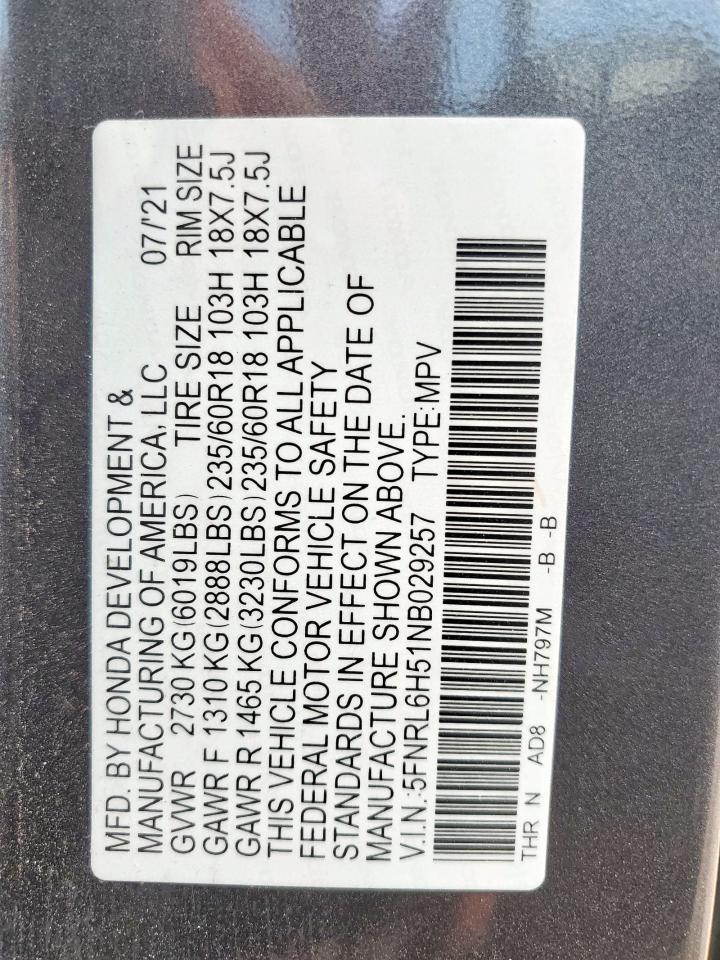 MFD. BY HONDA DEVELOPMENT &
MANUFACTURING OF AMERICA, LLC 07/'21
GVWR 2730 KG(6019LBS) TIRE SIZE RIM SIZE
GAWR F 1310 KG(2888LBS)235/60R18 103H 18X7.5J
GAWR R 1465 KG(3230LBS)235/60R18 103H 18X7.5J
THIS VEHICLE CONFORMS TO ALL APPLICABLE
FEDERAL MOTOR VEHICLE SAFETY
STANDARDS IN EFFECT ON THE DATE OF
MANUFACTURE SHOWN ABOVE.
V.I.N.:5FNRL6H51NB029257 TYPE:MPV
THR N AD8 -NH797M -B -B